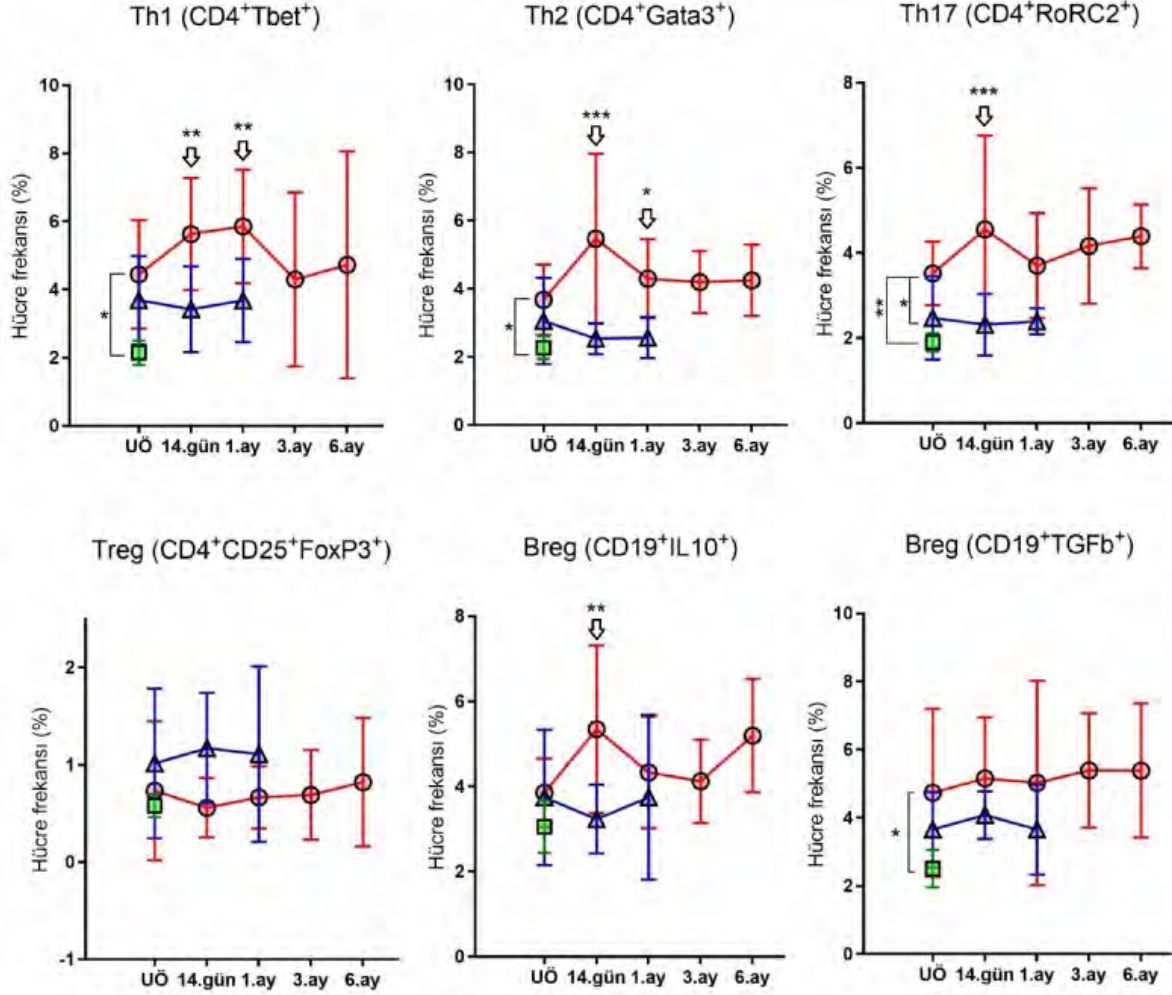 Th1 (CD4⁺Tbet⁺)
Th2 (CD4⁺Gata3⁺)
Th17 (CD4⁺RoRC2⁺)
Hücre frekansı (%)
10
8
6
4
2
0
**
**
*
UÖ 14.gün 1.ay 3.ay 6.ay
Hücre frekansı (%)
10
8
6
4
2
0
***
*
*
UÖ 14.gün 1.ay 3.ay 6.ay
Hücre frekansı (%)
8
6
4
2
0
***
**
*
UÖ 14.gün 1.ay 3.ay 6.ay
Treg (CD4⁺CD25⁺FoxP3⁺)
Breg (CD19⁺IL10⁺)
Breg (CD19⁺TGFb⁺)
Hücre frekansı (%)
2
1
0
-1
UÖ 14.gün 1.ay 3.ay 6.ay
Hücre frekansı (%)
8
6
4
2
0
**
UÖ 14.gün 1.ay 3.ay 6.ay
Hücre frekansı (%)
10
8
6
4
2
0
*
UÖ 14.gün 1.ay 3.ay 6.ay